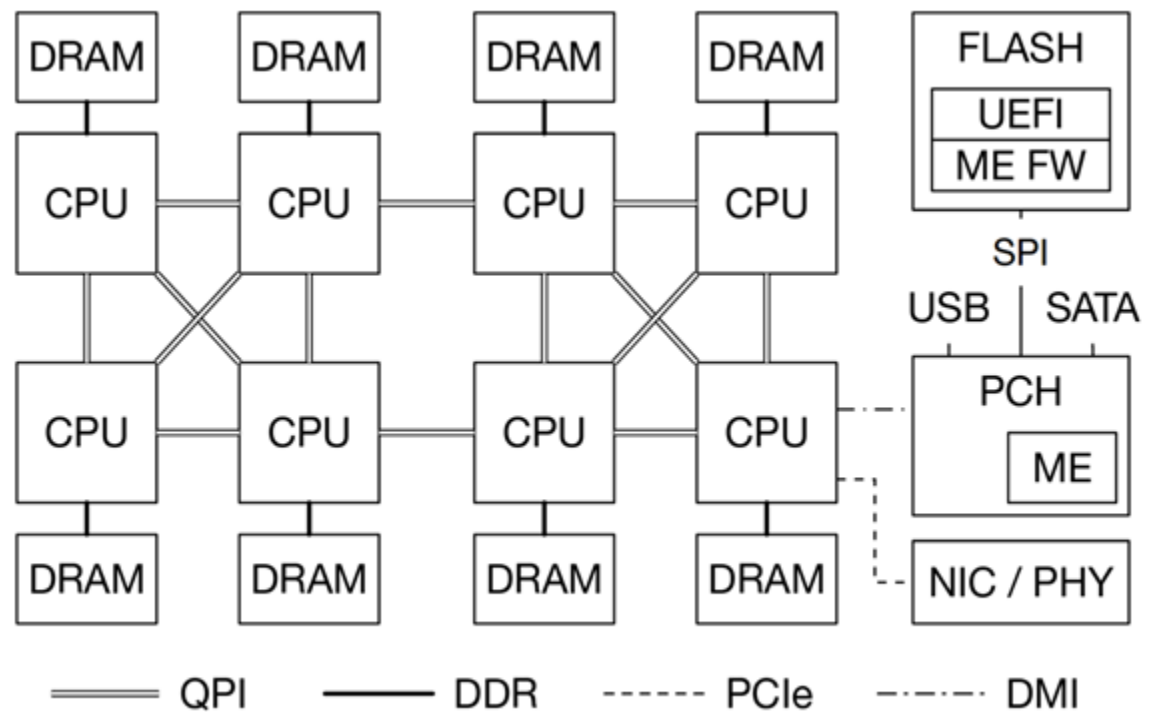 DRAM DRAM DRAM DRAM
CPU CPU CPU CPU
CPU CPU CPU CPU
DRAM DRAM DRAM DRAM
FLASH
UEFI
ME FW
SPI
USB SATA
PCH
ME
NIC / PHY
QPI DDR PCIe DMI